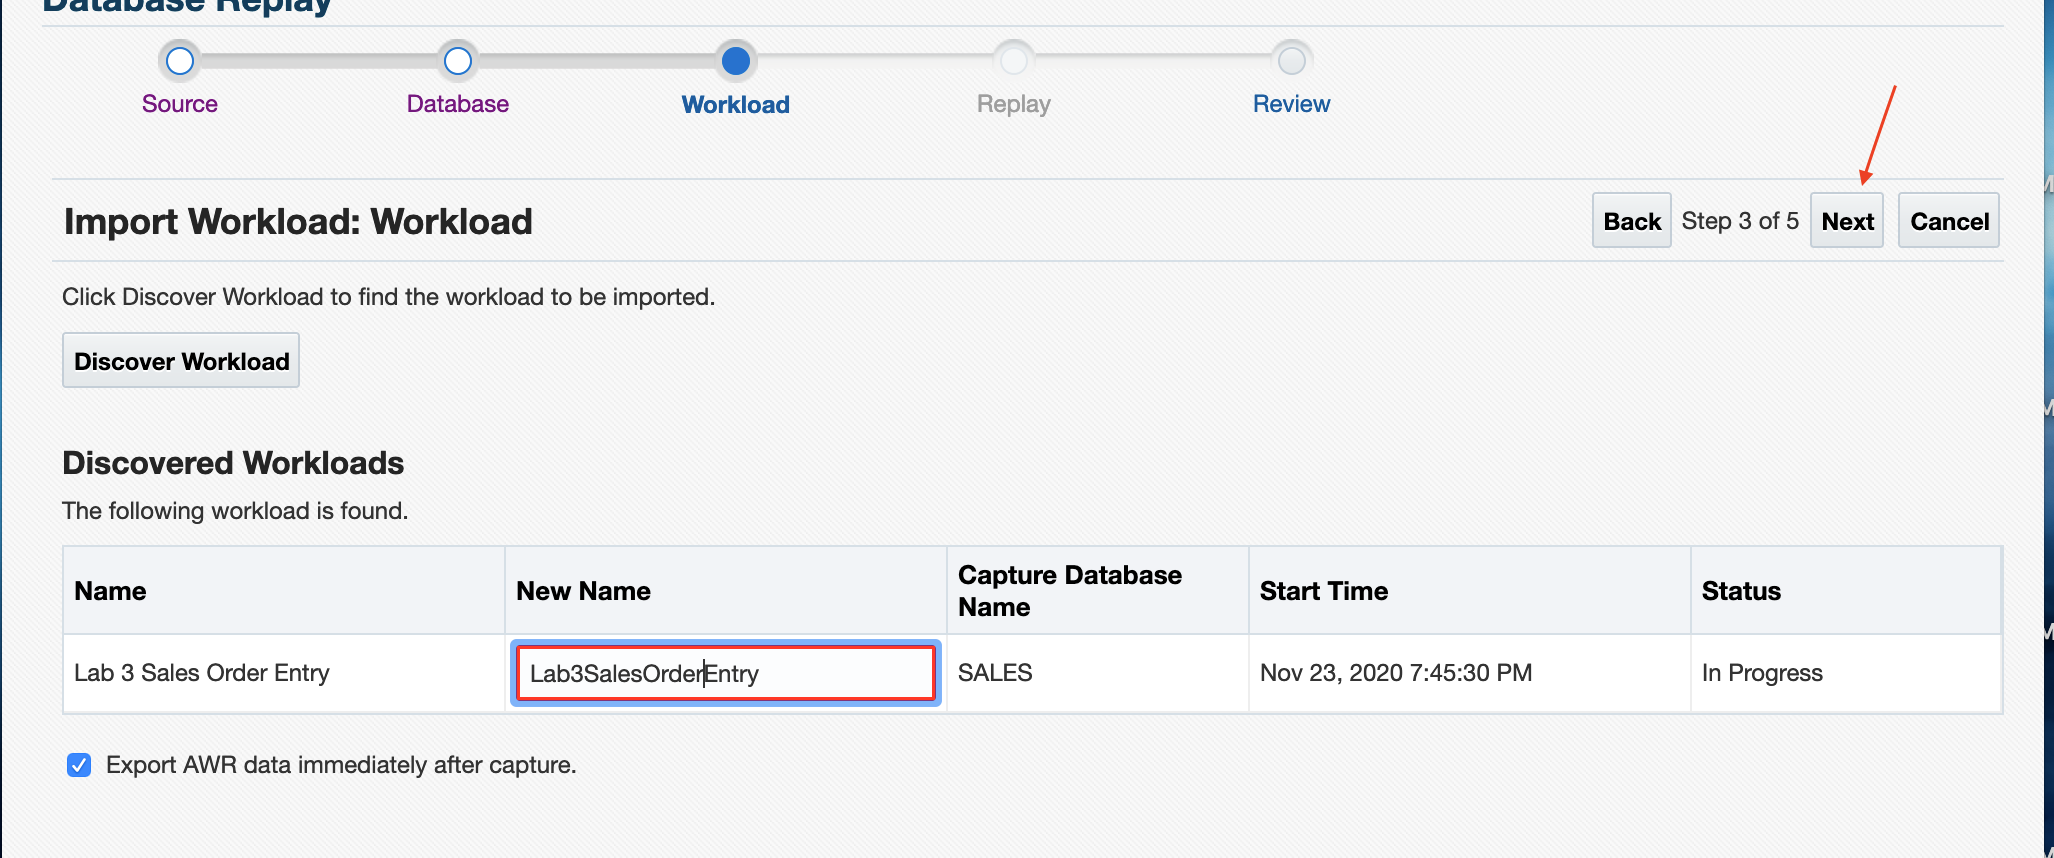 Database Replay
Source
Database
Workload
Replay
Review
Import Workload: Workload
Back Step 3 of 5 Next Cancel
Click Discover Workload to find the workload to be imported.
Discover Workload
Discovered Workloads
The following workload is found.
Name New Name Capture Database Name Start Time Status
Lab 3 Sales Order Entry Lab3SalesOrderEntry SALES Nov 23, 2020 7:45:30 PM In Progress
Export AWR data immediately after capture.